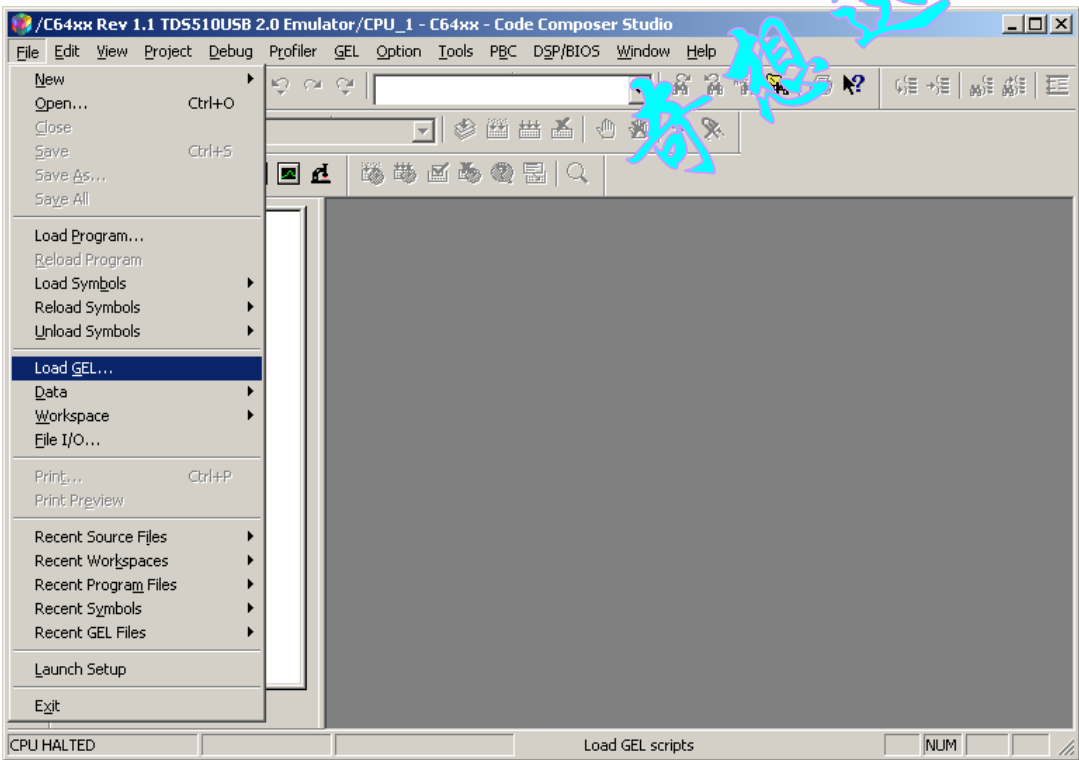 /C64xx Rev 1.1 TDS510USB 2.0 Emulator/CPU_1 - C64xx - Code Composer Studio
File Edit View Project Debug Profiler GEL Option Tools PBC DSP/BIOS Window Help
New
Open... Ctrl+O
Close
Save Ctrl+S
Save As...
Save All
Load Program...
Reload Program
Load Symbols
Reload Symbols
Unload Symbols
Load GEL...
Data
Workspace
File I/O...
Print... Ctrl+P
Print Preview
Recent Source Files
Recent Workspaces
Recent Program Files
Recent Symbols
Recent GEL Files
Launch Setup
Exit
CPU HALTED Load GEL scripts NUM